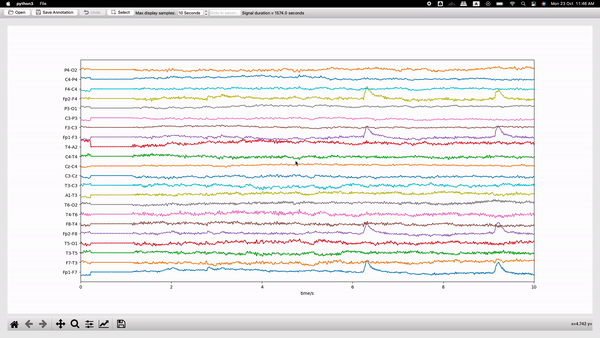 python3 File Mon 23 Oct 11:46 AM
Open Save Annotation Undo Select Max display samples: 10 Seconds Signal duration = 1574.0 seconds
P4-O2
C4-P4
F4-C4
Fp2-F4
P3-O1
C3-P3
F3-C3
Fp1-F3
T4-A2
C4-T4
Cz-C4
C3-Cz
T3-C3
A1-T3
T6-O2
T4-T6
F8-T4
Fp2-F8
T5-O1
T3-T5
F7-T3
Fp1-F7
0 2 4 6 8 10
time/s
x=4.742 y=